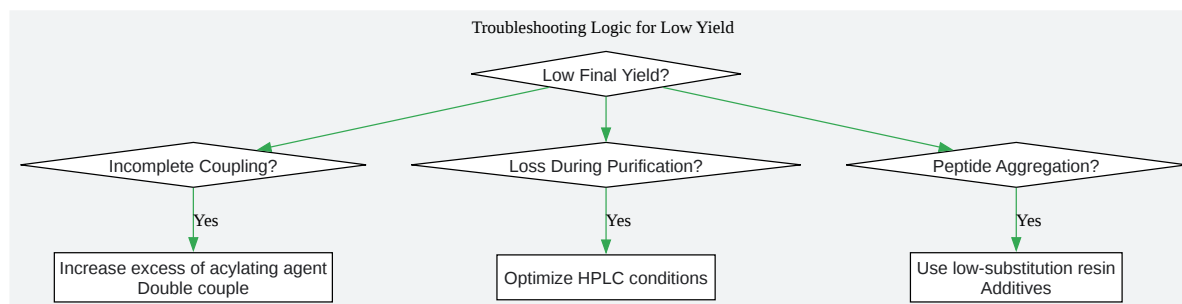 Troubleshooting Logic for Low Yield
Low Final Yield?
Incomplete Coupling?
Loss During Purification?
Peptide Aggregation?
Yes
Yes
Yes
Increase excess of acylating agent
Double couple
Optimize HPLC conditions
Use low-substitution resin
Additives